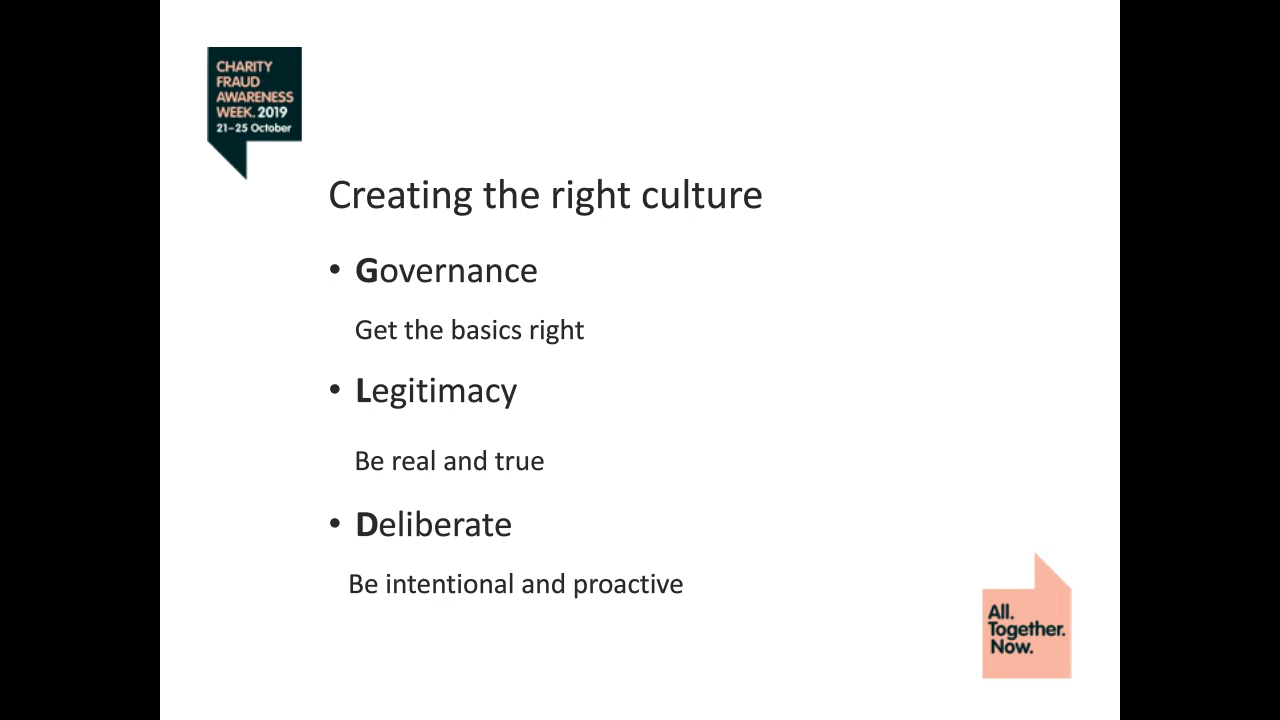 CHARITY
FRAUD
AWARENESS
WEEK. 2019
21–25 October
Creating the right culture
• Governance
Get the basics right
• Legitimacy
Be real and true
• Deliberate
Be intentional and proactive
All.
Together.
Now.